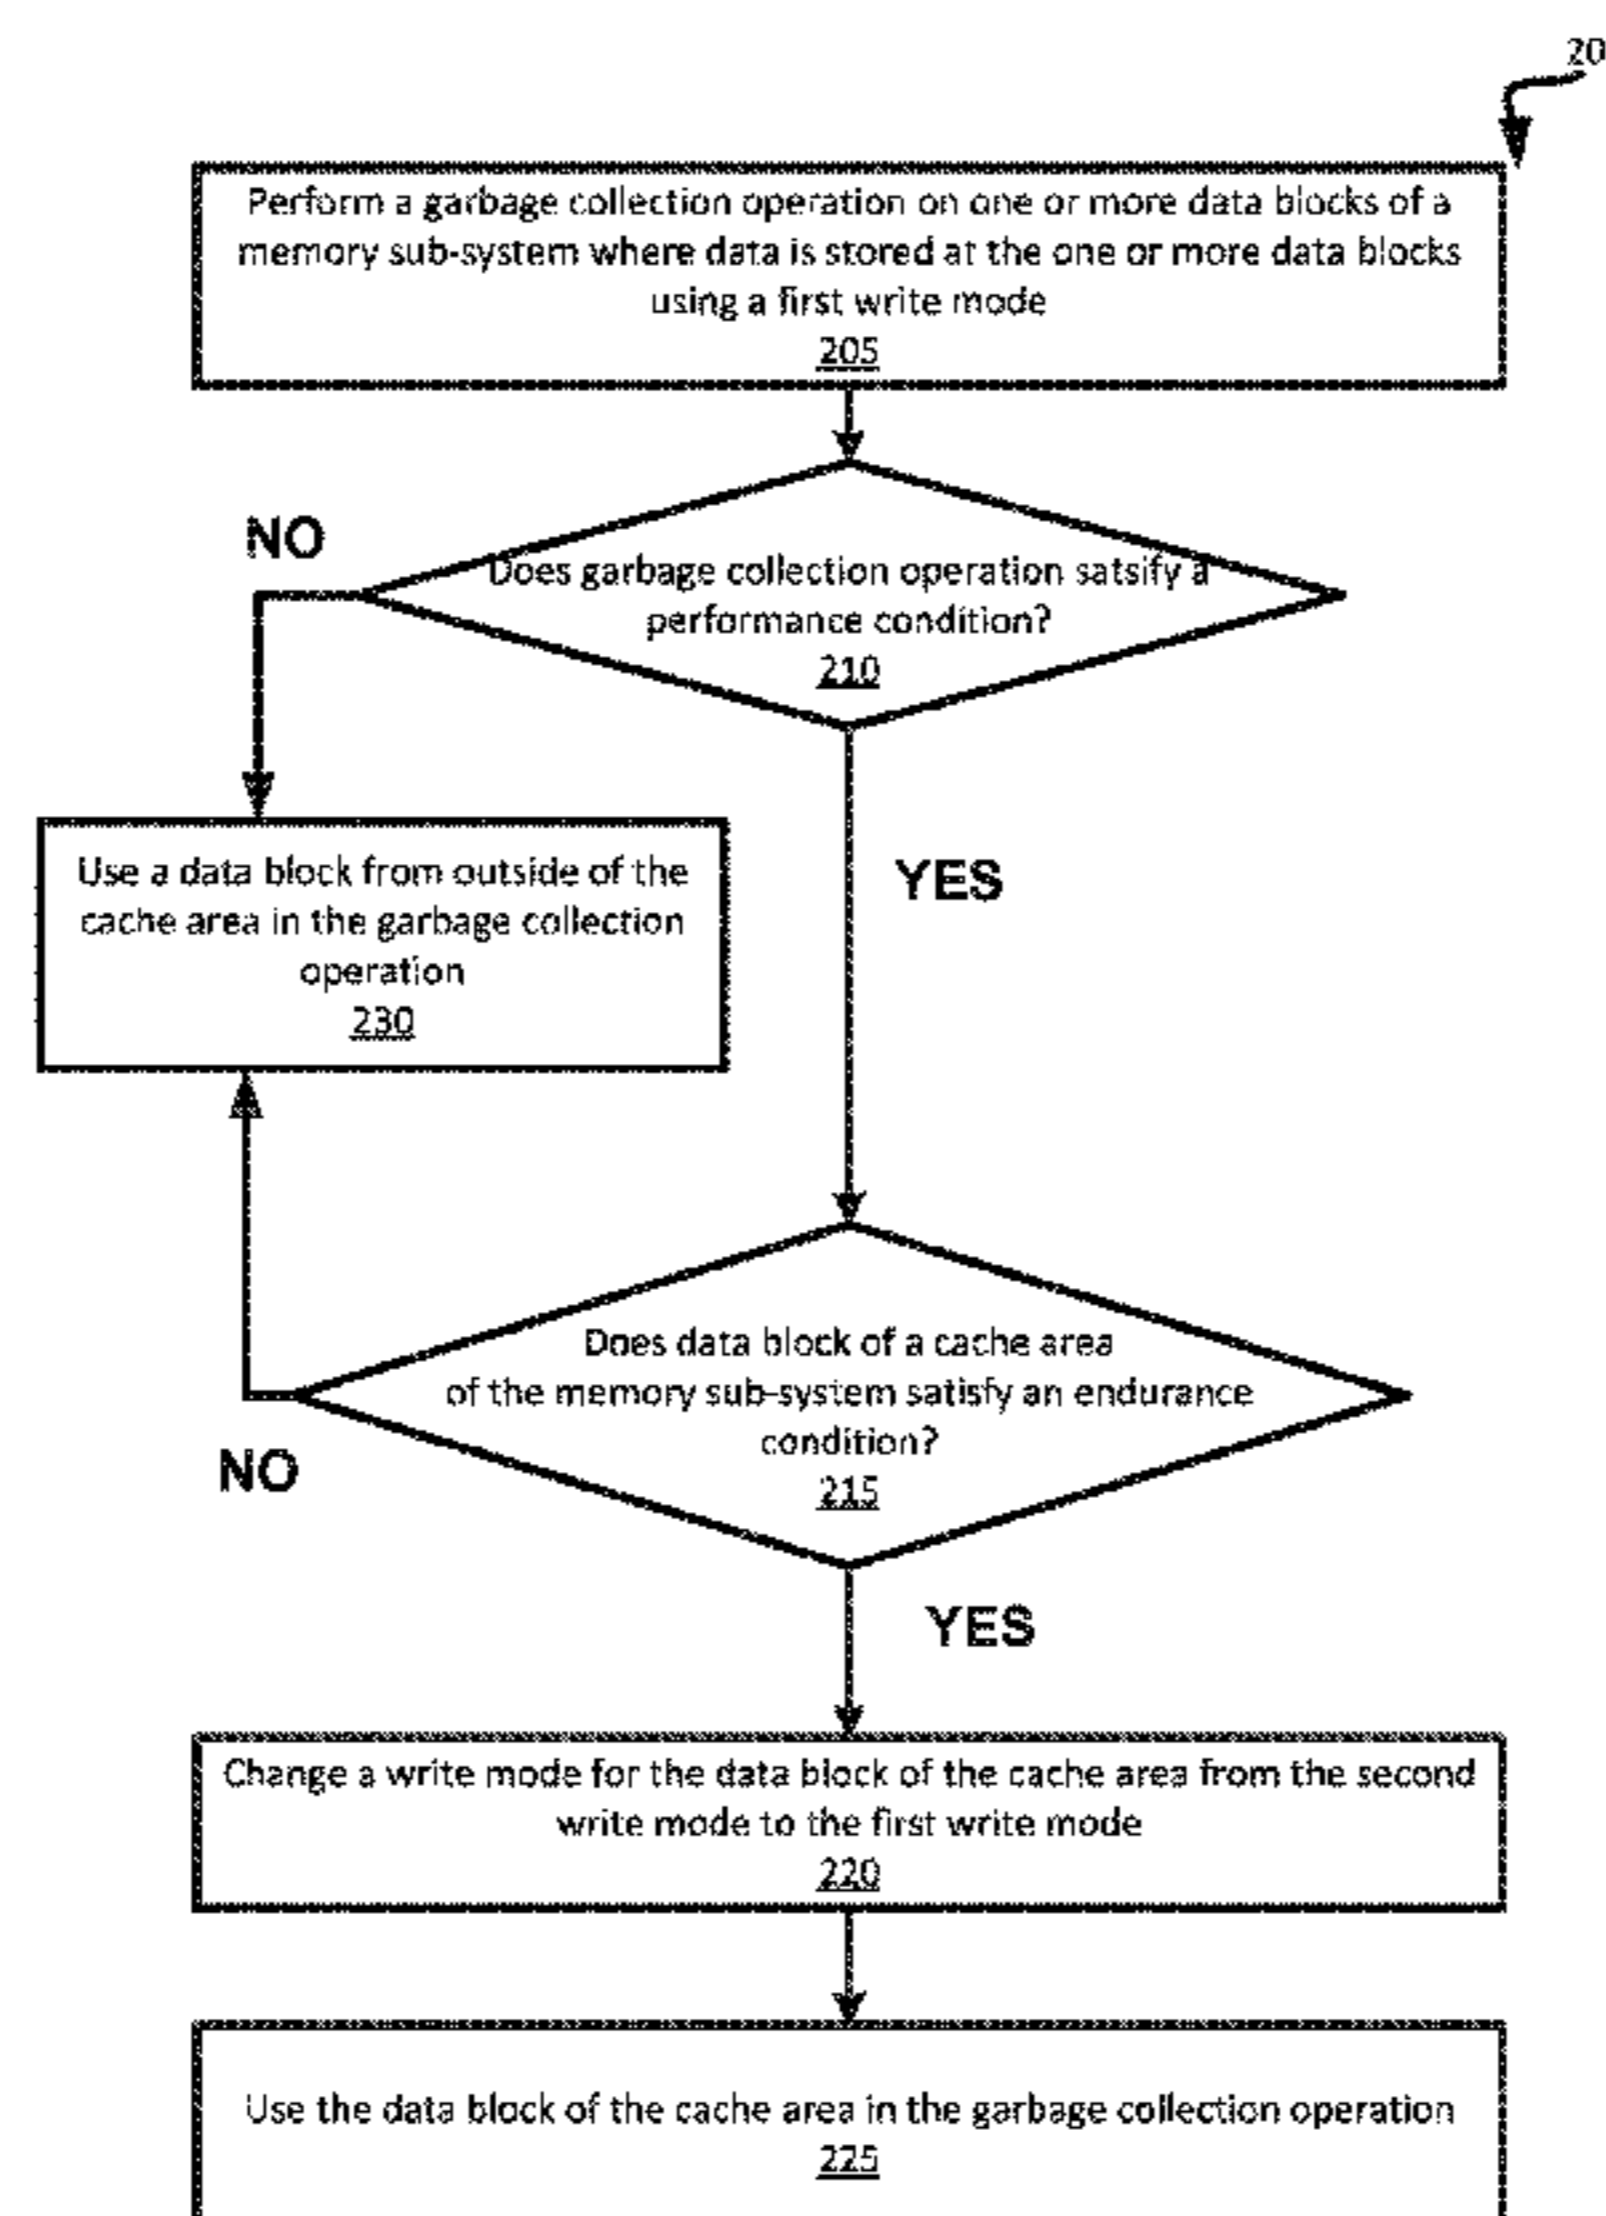 20
Perform a garbage collection operation on one or more data blocks of a
memory sub-system where data is stored at the one or more data blocks
using a first write mode
205
NO
Does garbage collection operation satsify a
performance condition?
210
YES
Use a data block from outside of the
cache area in the garbage collection
operation
230
Does data block of a cache area
of the memory sub-system satisfy an endurance
condition?
215
NO
YES
Change a write mode for the data block of the cache area from the second
write mode to the first write mode
220
Use the data block of the cache area in the garbage collection operation
225